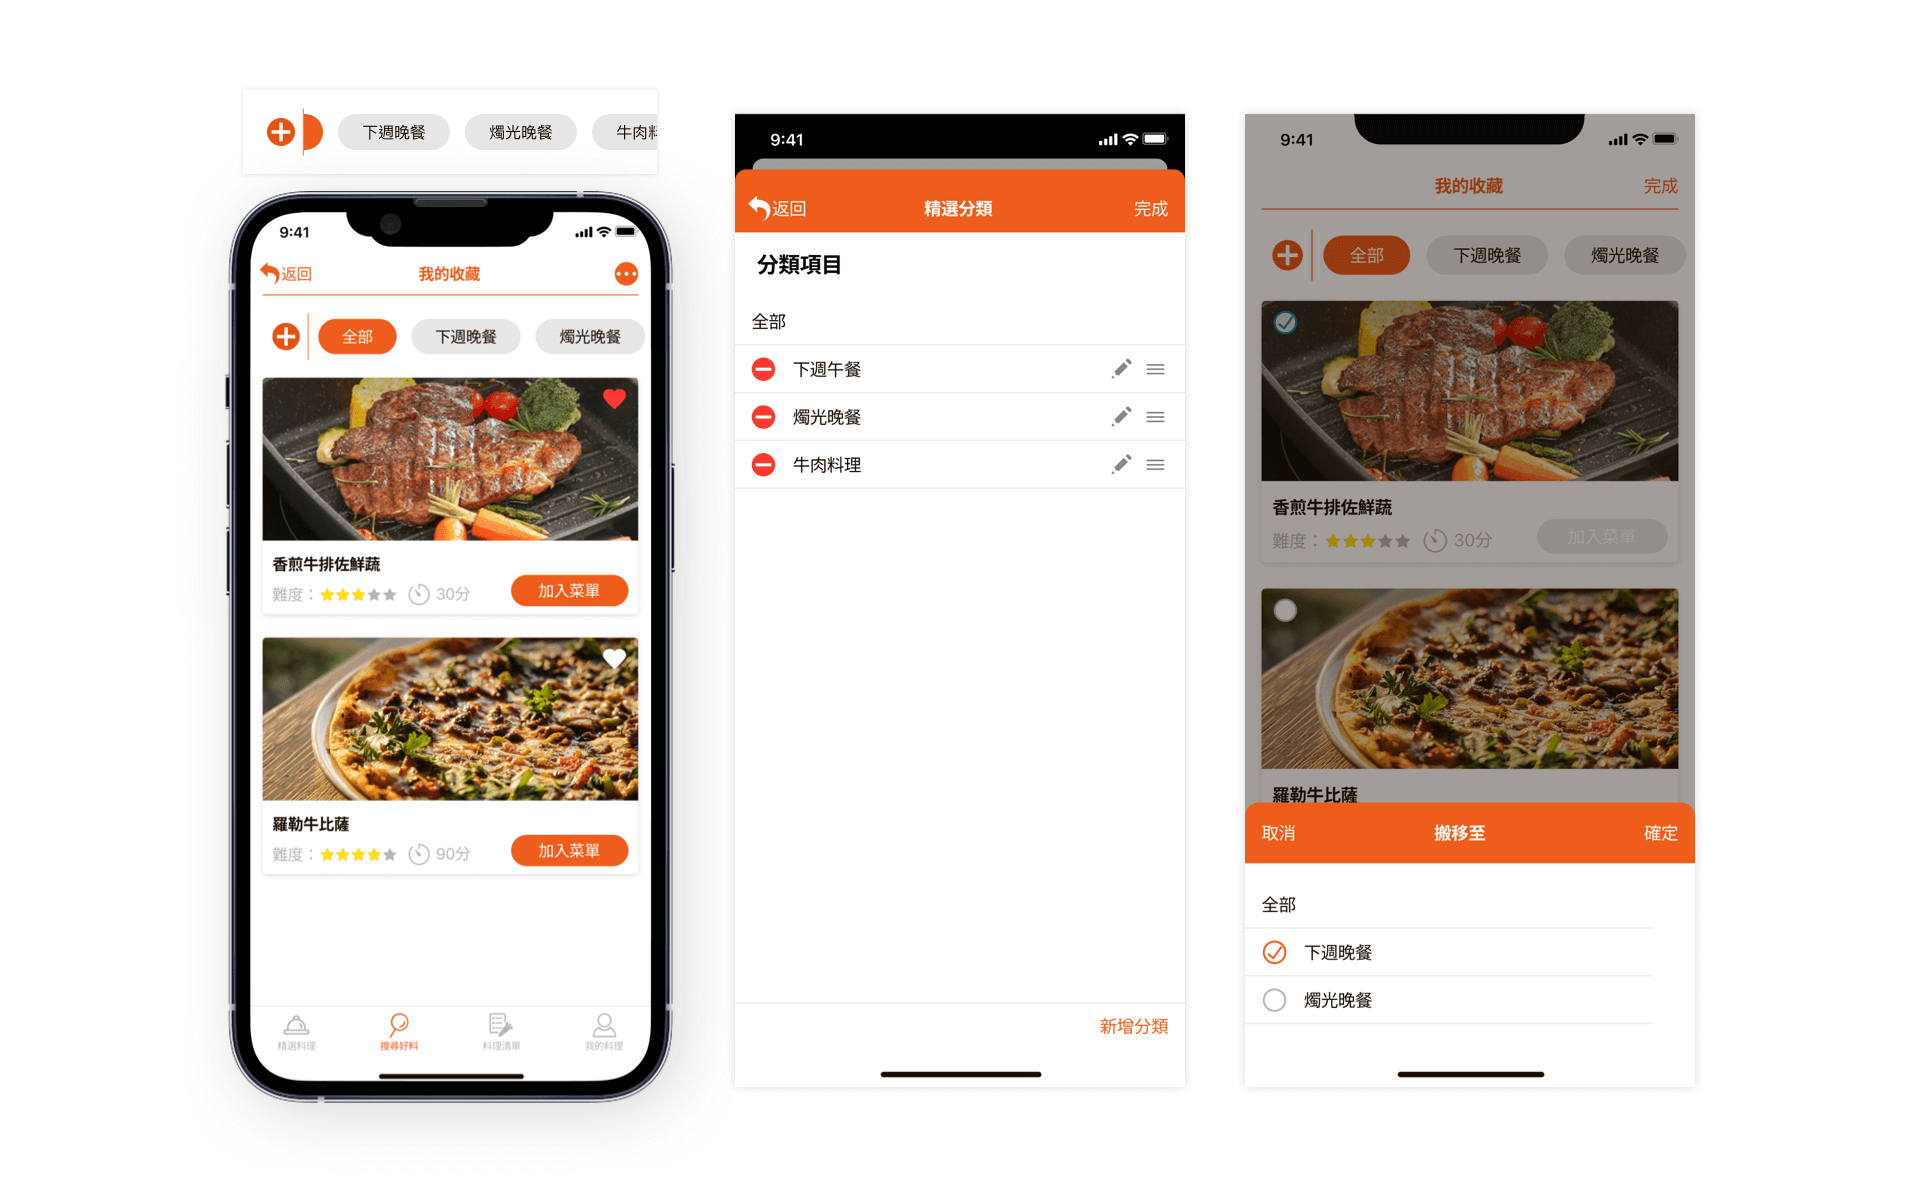 下週晚餐 燭光晚餐 牛肉料
9:41
返回 我的收藏
全部 下週晚餐 燭光晚餐
香煎牛排佐鮮蔬
難度： 30分 加入菜單
羅勒牛比薩
難度： 90分 加入菜單
精選料理 搜尋好料 料理清單 我的料理
9:41
返回 精選分類 完成
分類項目
全部
下週午餐
燭光晚餐
牛肉料理
新增分類
9:41
我的收藏 完成
全部 下週晚餐 燭光晚餐
香煎牛排佐鮮蔬
難度： 30分 加入菜單
羅勒牛比薩
取消 搬移至 確定
全部
下週晚餐
燭光晚餐